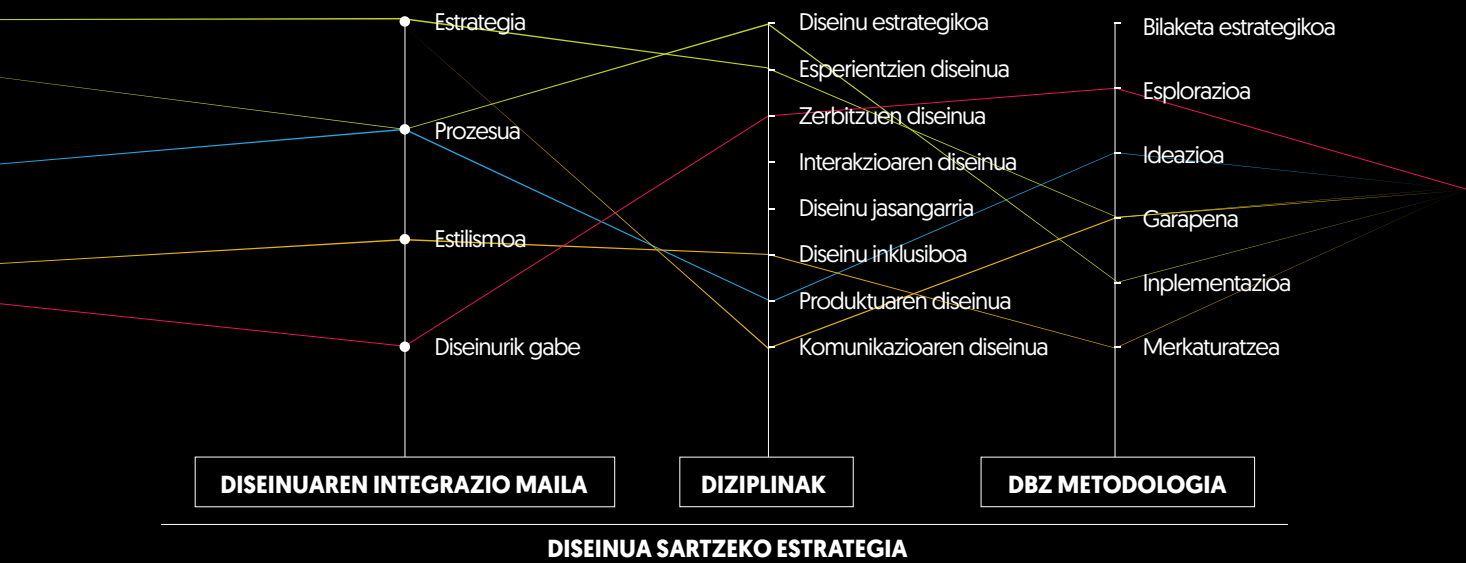 Estrategia
Prozesua
Estilismoa
Diseinurik gabe
DISEINUAREN INTEGRAZIO MAILA
Diseinu estrategikoa
Esperientzien diseinua
Zerbitzuen diseinua
Interakzioaren diseinua
Diseinu jasangarria
Diseinu inklusiboa
Produktuaren diseinua
Komunikazioaren diseinua
DIZIPLINAK
Bilaketa estrategikoa
Esplorazioa
Ideazioa
Garapena
Inplementazioa
Merkaturatzea
DBZ METODOLOGIA
DISEINUA SARTZEKO ESTRATEGIA